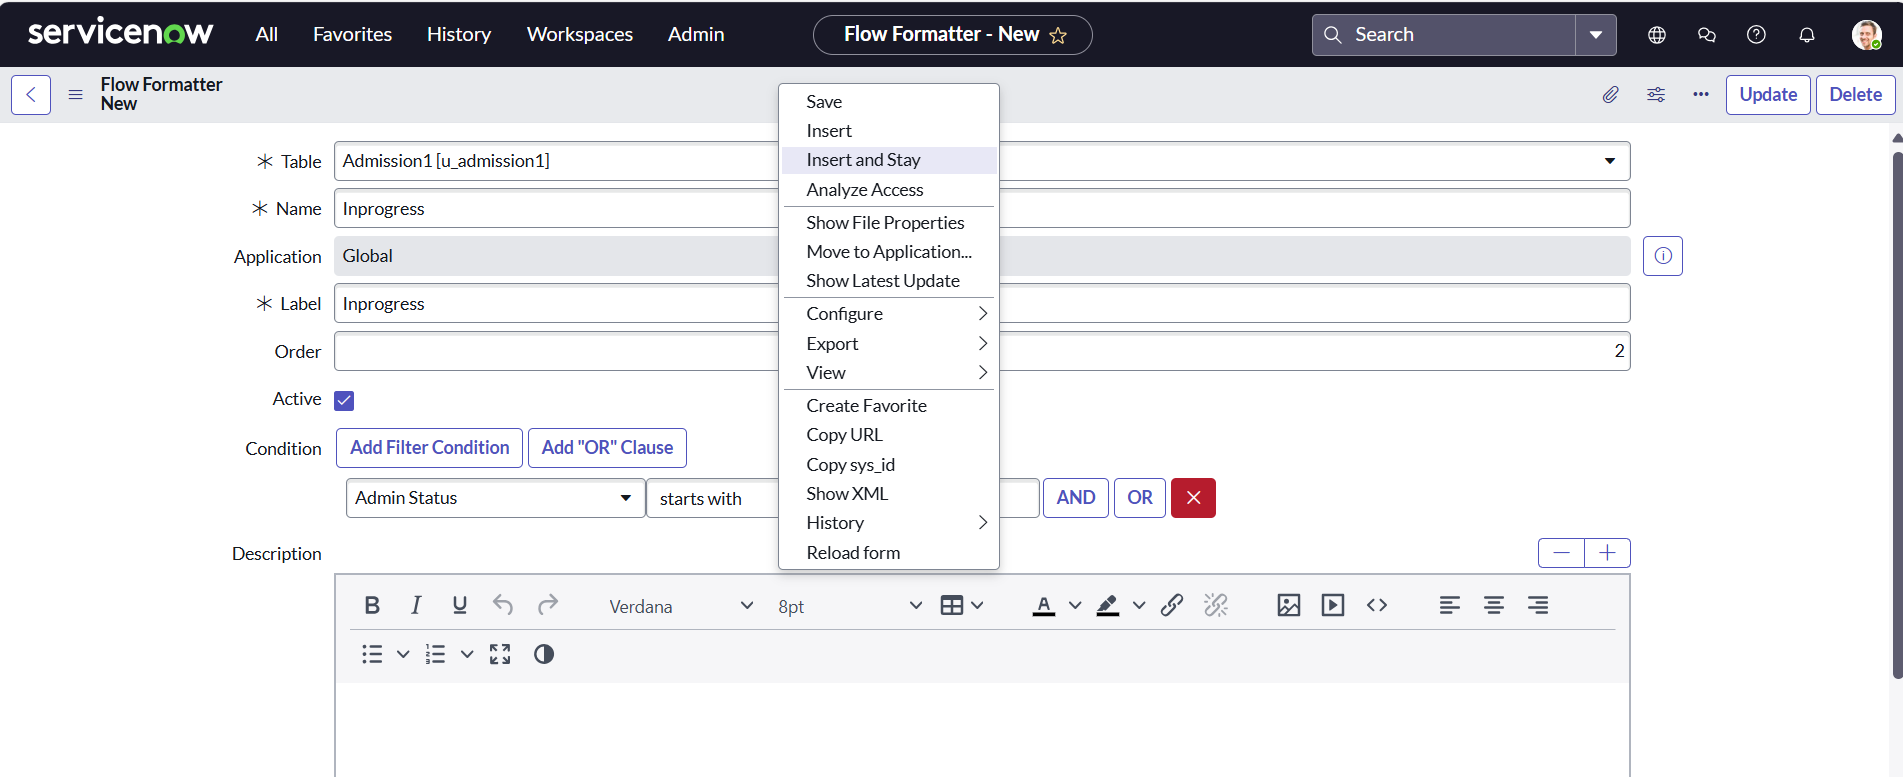 servicenow All Favorites History Workspaces Admin Flow Formatter - New Search
Flow Formatter
New
Update Delete
Save
Insert
Insert and Stay
Analyze Access
Show File Properties
Move to Application...
Show Latest Update
Configure
Export
View
Create Favorite
Copy URL
Copy sys_id
Show XML
History
Reload form
Table Admission1 [u_admission1]
Name Inprogress
Application Global
Label Inprogress
Order 2
Active
Condition Add Filter Condition Add "OR" Clause
Admin Status starts with AND OR
Description
B I U Verdana 8pt A